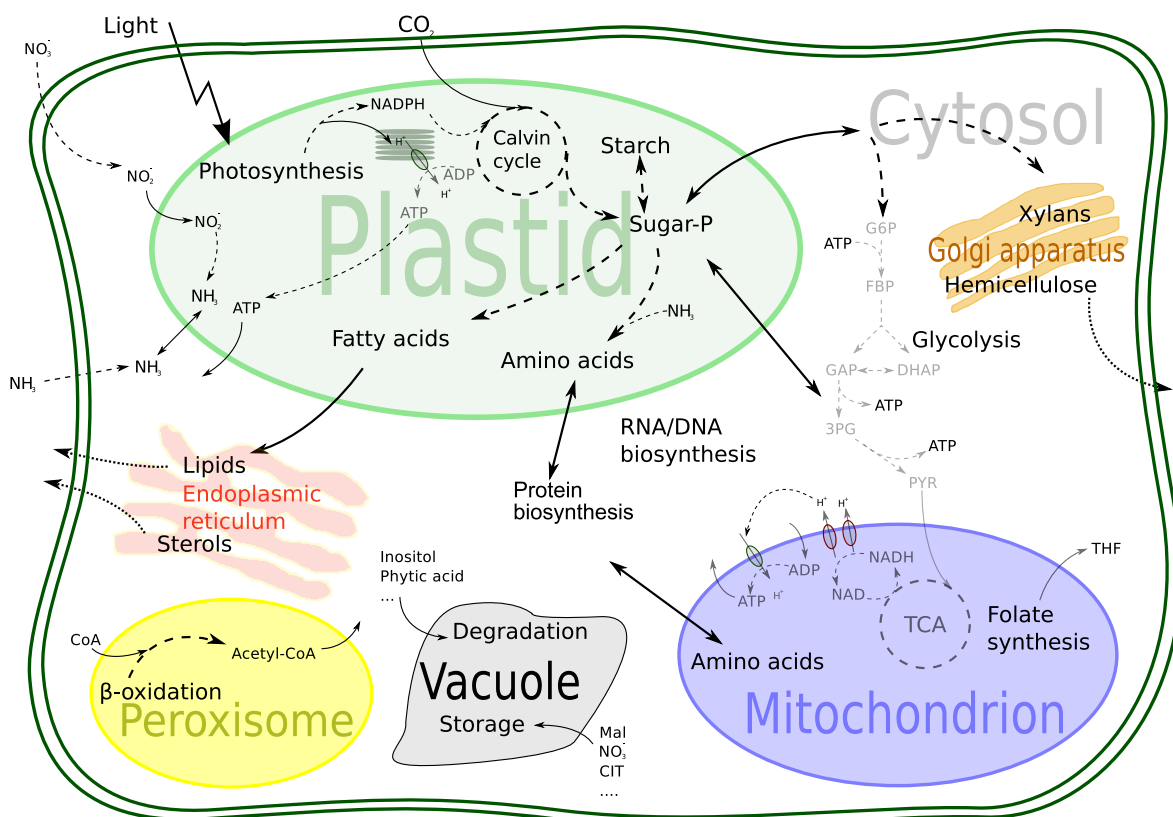 Light
CO2
NO3-
NADPH
Cytosol
H+
Calvin
cycle
Starch
Photosynthesis
ADP
NO2-
H+
Plastid
ATP
Xylans
NO2-
Sugar-P
G6P
ATP
Golgi apparatus
FBP
Hemicellulose
NH3
ATP
NH3
Fatty acids
Glycolysis
Amino acids
NH3
NH3
GAP
DHAP
ATP
RNA/DNA
biosynthesis
3PG
ATP
Lipids
Endoplasmic
reticulum
Sterols
PYR
Protein
biosynthesis
H+
H+
Inositol
Phytic acid
...
ADP
NADH
THF
ATP
H+
NAD
TCA
Folate
synthesis
CoA
Acetyl-CoA
Degradation
Amino acids
β-oxidation
Vacuole
Peroxisome
Storage
Mitochondrion
Mal
NO3-
CIT
....